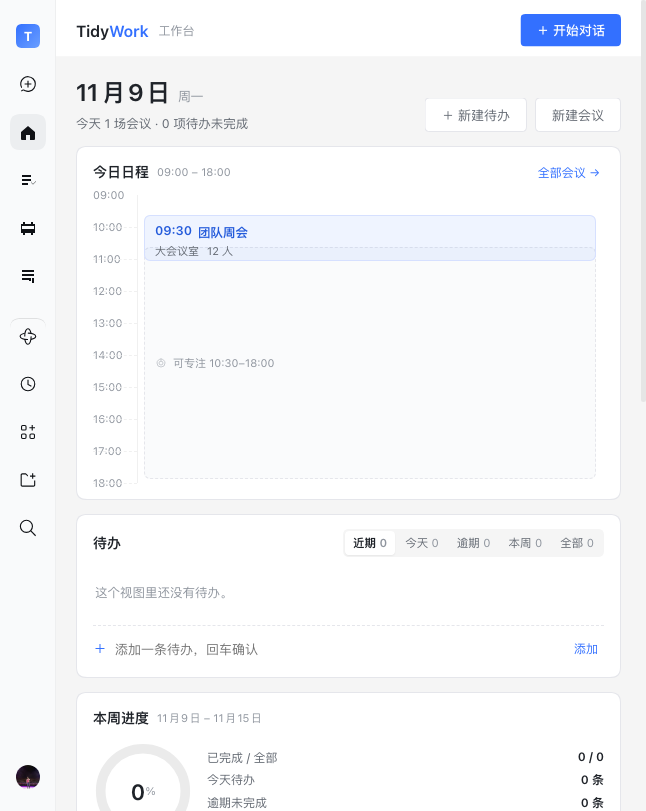 T
TidyWork 工作台
+ 开始对话
11月9日 周一
今天 1 场会议 · 0 项待办未完成
+ 新建待办
新建会议
今日日程 09:00 – 18:00
全部会议 →
09:00
10:00
09:30 团队周会
大会议室 12 人
11:00
12:00
13:00
14:00
可专注 10:30–18:00
15:00
16:00
17:00
18:00
待办
近期 0 今天 0 逾期 0 本周 0 全部 0
这个视图里还没有待办。
+ 添加一条待办，回车确认
添加
本周进度 11月9日 – 11月15日
0%
已完成 / 全部 0 / 0
今天待办 0 条
逾期未完成 0 条